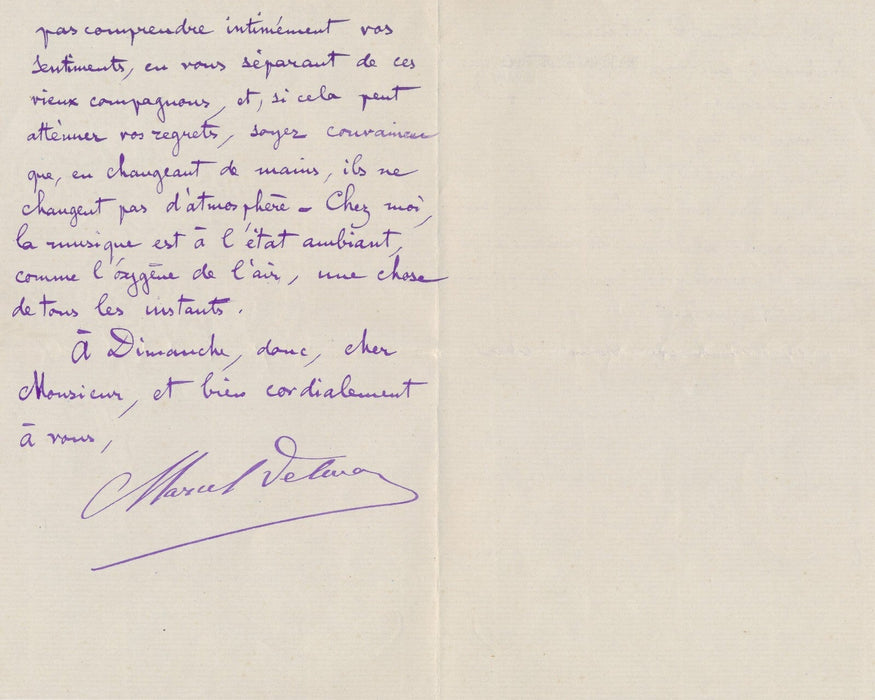 pas comprendre intimément vos
sentiments, en vous séparant de ces
vieux compagnons, et, si cela peut
atténuer vos regrets, soyez convaincu
que, en changeant de mains, ils ne
changent pas d'atmosphère - Chez moi,
la musique est à l'état ambiant,
comme l'oxygène de l'air, une chose
de tous les instants.
À Dimanche, donc, cher
Monsieur, et bien cordialement
à vous,
Marcel